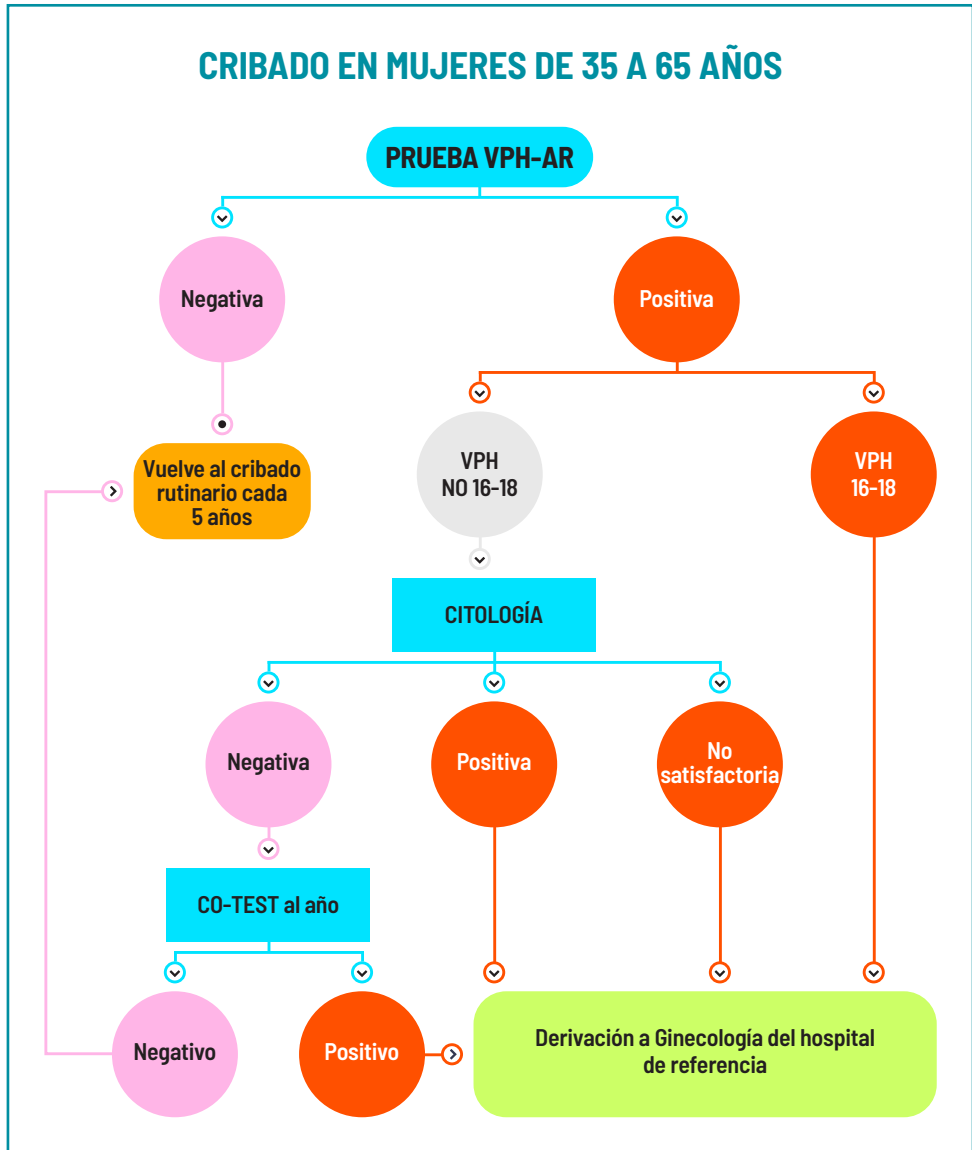 CRIBADO EN MUJERES DE 35 A 65 AÑOS
PRUEBA VPH-AR
Negativa
Positiva
Vuelve al cribado
rutinario cada
5 años
VPH
NO 16-18
VPH
16-18
CITOLOGÍA
Negativa
Positiva
No
satisfactoria
CO-TEST al año
Negativo
Positivo
Derivación a Ginecología del hospital
de referencia